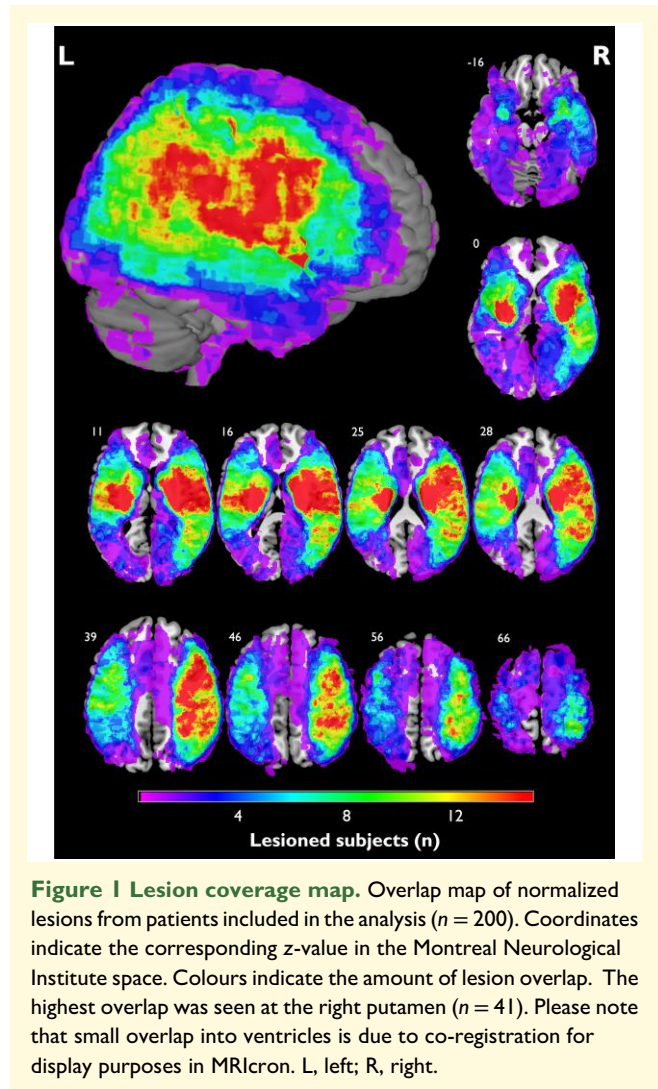 L
R
-16
0
11
16
25
28
39
46
56
66
4
8
12
Lesioned subjects (n)
Figure 1 Lesion coverage map. Overlap map of normalized
lesions from patients included in the analysis (n = 200). Coordinates
indicate the corresponding z-value in the Montreal Neurological
Institute space. Colours indicate the amount of lesion overlap. The
highest overlap was seen at the right putamen (n = 41). Please note
that small overlap into ventricles is due to co-registration for
display purposes in MRIcron. L, left; R, right.